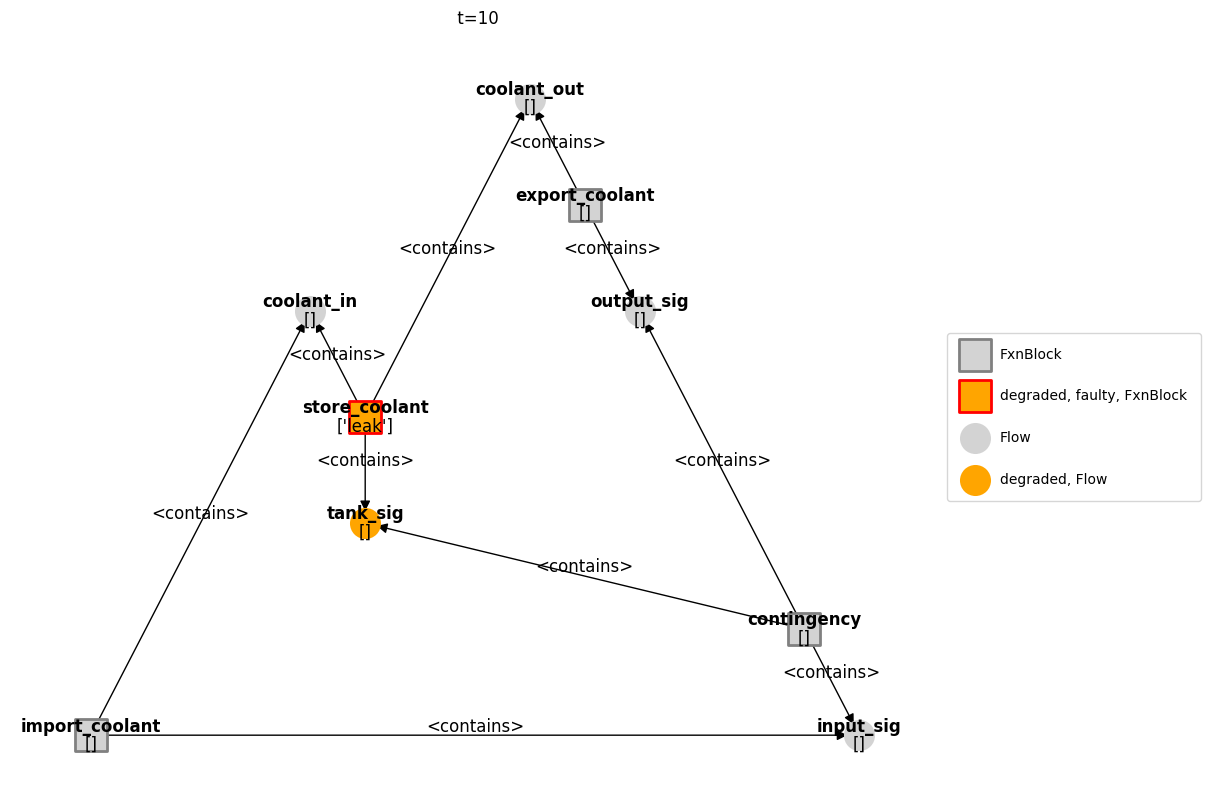 t=10
coolant_out
[]
<contains>
export_coolant
[]
<contains>
<contains>
coolant_in
[]
output_sig
[]
<contains>
store_coolant
['leak']
<contains>
<contains>
tank_sig
[]
<contains>
<contains>
contingency
[]
<contains>
import_coolant
[]
<contains>
input_sig
[]
FxnBlock
degraded, faulty, FxnBlock
Flow
degraded, Flow